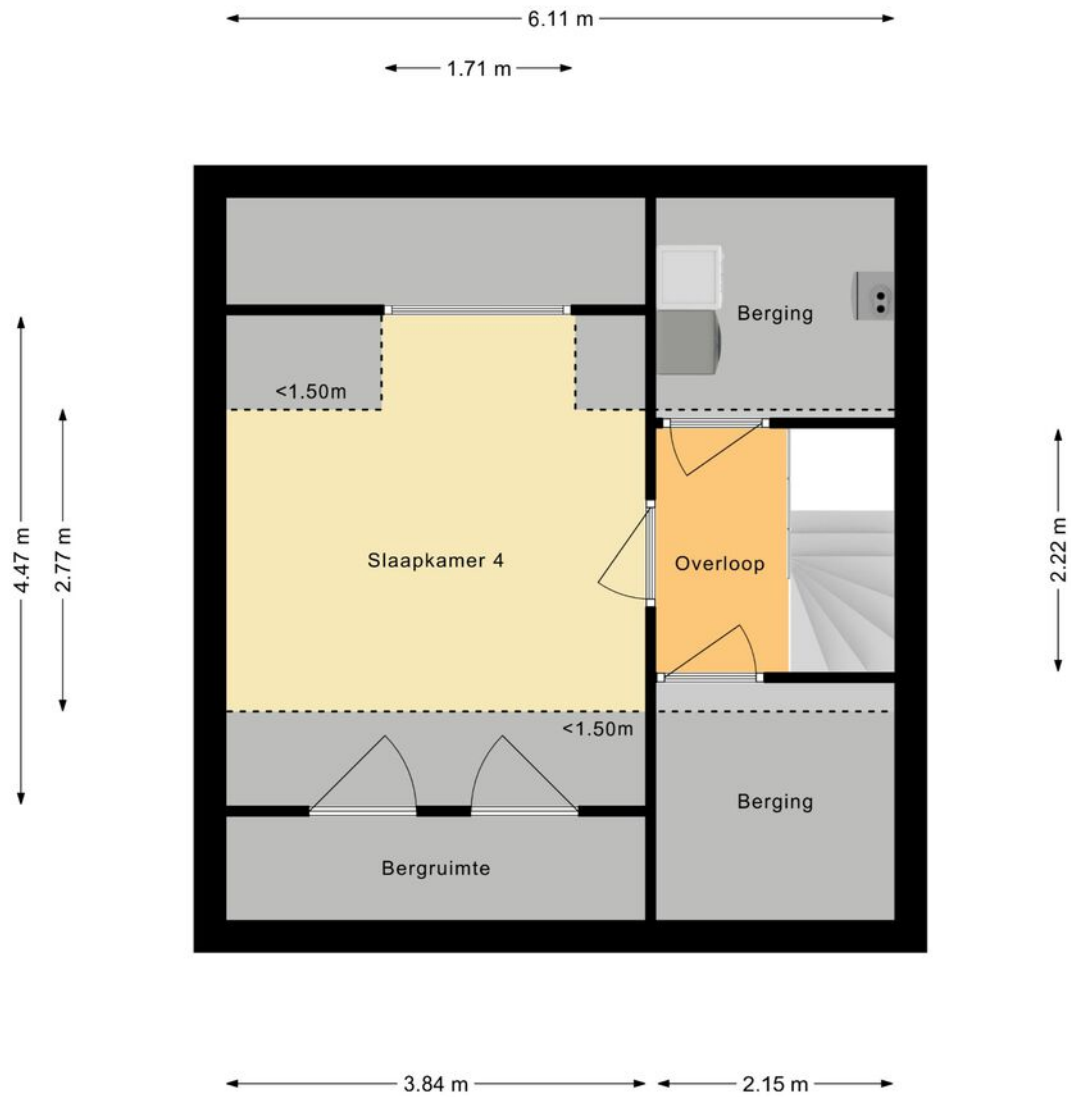 6.11 m
1.71 m
Berging
<1.50m
4.47 m
2.77 m
Slaapkamer 4
Overloop
2.22 m
<1.50m
Berging
Bergruimte
3.84 m
2.15 m